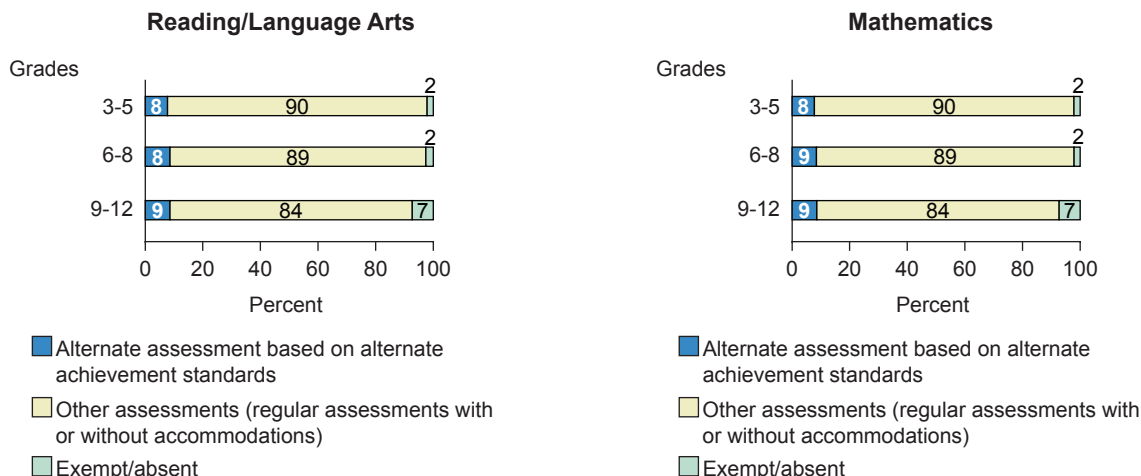 Reading/Language Arts
Grades
2
3-5 8 90
2
6-8 8 89
9-12 9 84 7
0 20 40 60 80 100
Percent
Alternate assessment based on alternate
achievement standards
Other assessments (regular assessments with
or without accommodations)
Exempt/absent
Mathematics
Grades
2
3-5 8 90
2
6-8 9 89
9-12 9 84 7
0 20 40 60 80 100
Percent
Alternate assessment based on alternate
achievement standards
Other assessments (regular assessments with
or without accommodations)
Exempt/absent